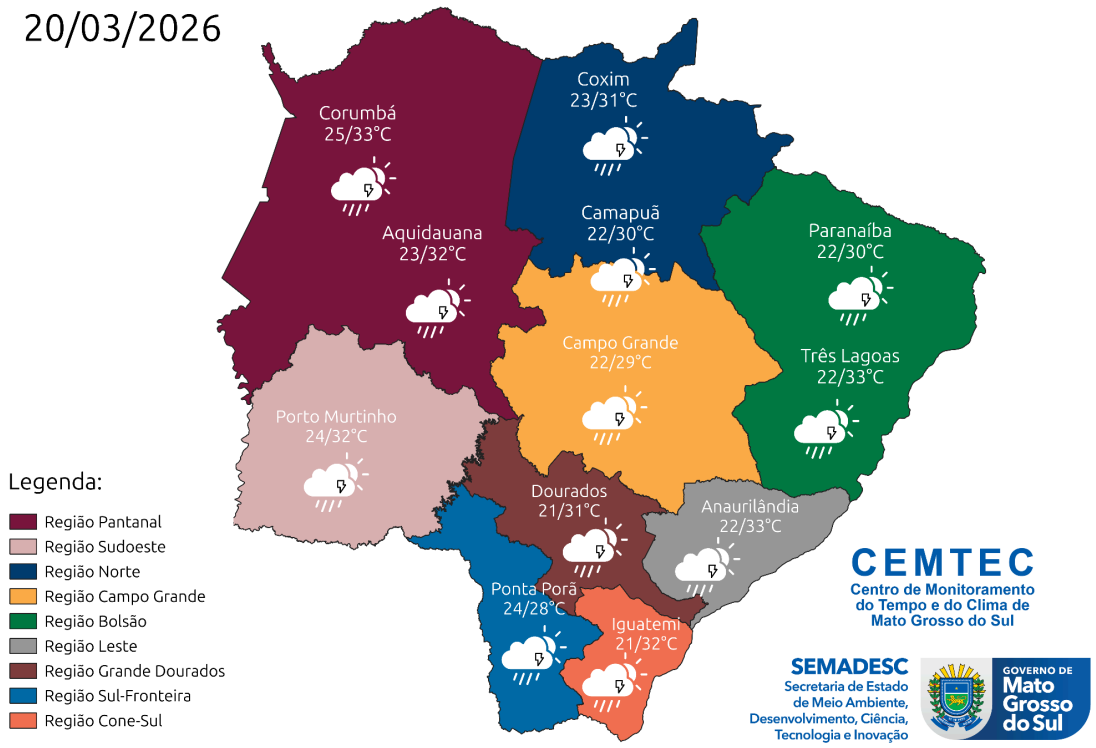 20/03/2026
Coxim
23/31°C
Corumbá
25/33°C
Camapuã
22/30°C
Aquidauana
23/32°C
Paranaíba
22/30°C
Campo Grande
22/29°C
Três Lagoas
22/33°C
Porto Murtinho
24/32°C
Dourados
21/31°C
Anaurilândia
22/33°C
Ponta Porã
24/28°C
Iguatemi
21/32°C
Legenda:
Região Pantanal
Região Sudoeste
Região Norte
Região Campo Grande
Região Bolsão
Região Leste
Região Grande Dourados
Região Sul-Fronteira
Região Cone-Sul
CEMTEC
Centro de Monitoramento
do Tempo e do Clima de
Mato Grosso do Sul
SEMADESC
Secretaria de Estado
de Meio Ambiente,
Desenvolvimento, Ciência,
Tecnologia e Inovação
GOVERNO DE
Mato
Grosso
do Sul